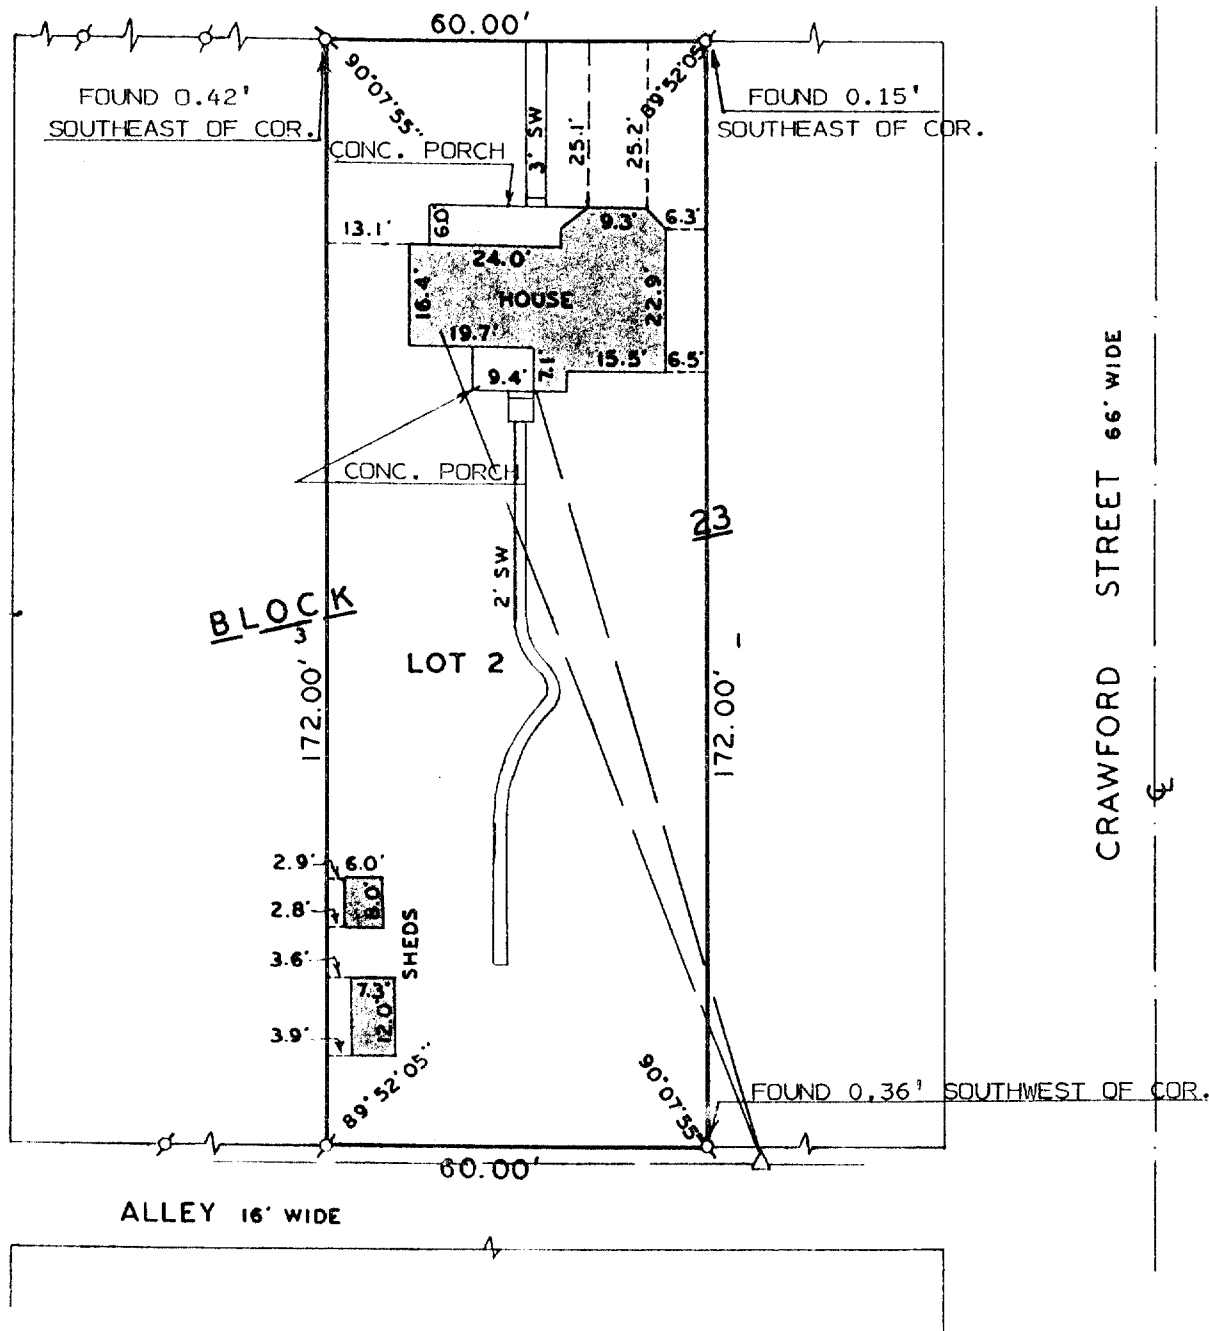 60.00'
90°07'55"
89°52'05"
FOUND 0.42'
SOUTHEAST OF COR.
FOUND 0.15'
SOUTHEAST OF COR.
CONC. PORCH
3' SW
25.1'
25.2'
13.1'
6.0'
9.3'
6.3'
24.0'
16.4'
HOUSE
22.9'
19.7'
7.1'
15.5'
6.5'
9.4'
CONC. PORCH
CRAWFORD STREET 66' WIDE
23
2' SW
BLOCK
3
LOT 2
1
172.00'
172.00'
2.9'
6.0'
8.0'
2.8'
SHEDS
3.6'
7.3'
12.0'
3.9'
89°52'05"
90°07'55"
FOUND 0.36' SOUTHWEST OF COR.
60.00'
ALLEY 16' WIDE